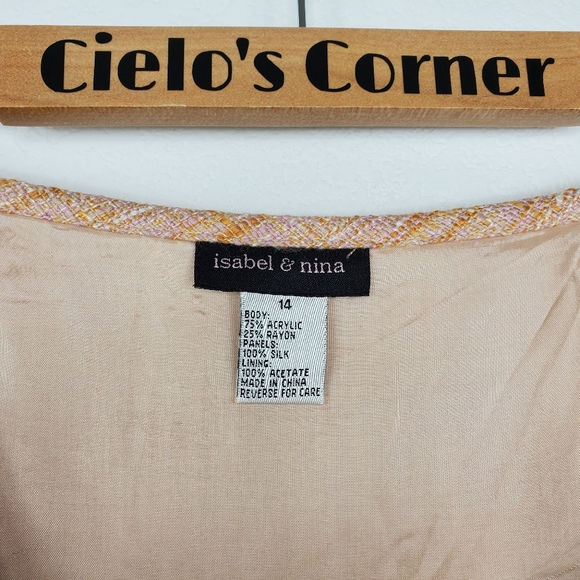 Cielo's Corner
isabel & nina
14
BODY:
75% ACRYLIC
25% RAYON
PANELS:
100% SILK
LINING:
100% ACETATE
MADE IN CHINA
REVERSE FOR CARE